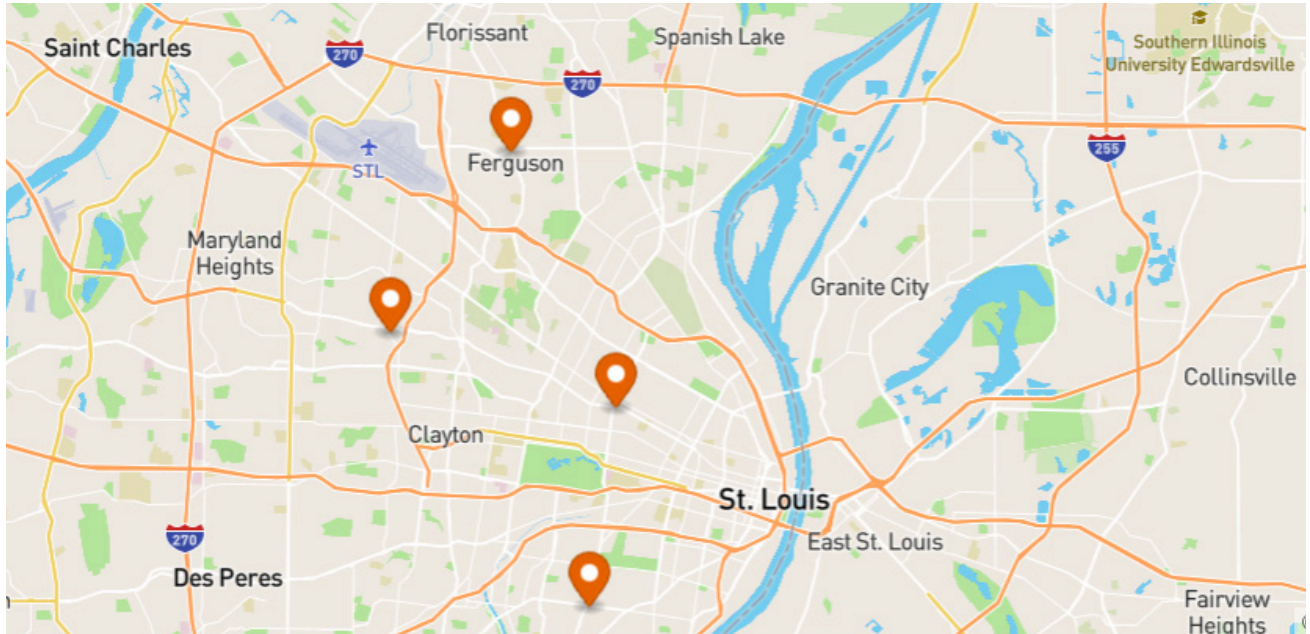 Florissant
Spanish Lake
Saint Charles
270
Southern Illinois
University Edwardsville
270
255
STL
Ferguson
Maryland
Heights
Granite City
Collinsville
Clayton
St. Louis
270
East St. Louis
Des Peres
Fairview
Heights